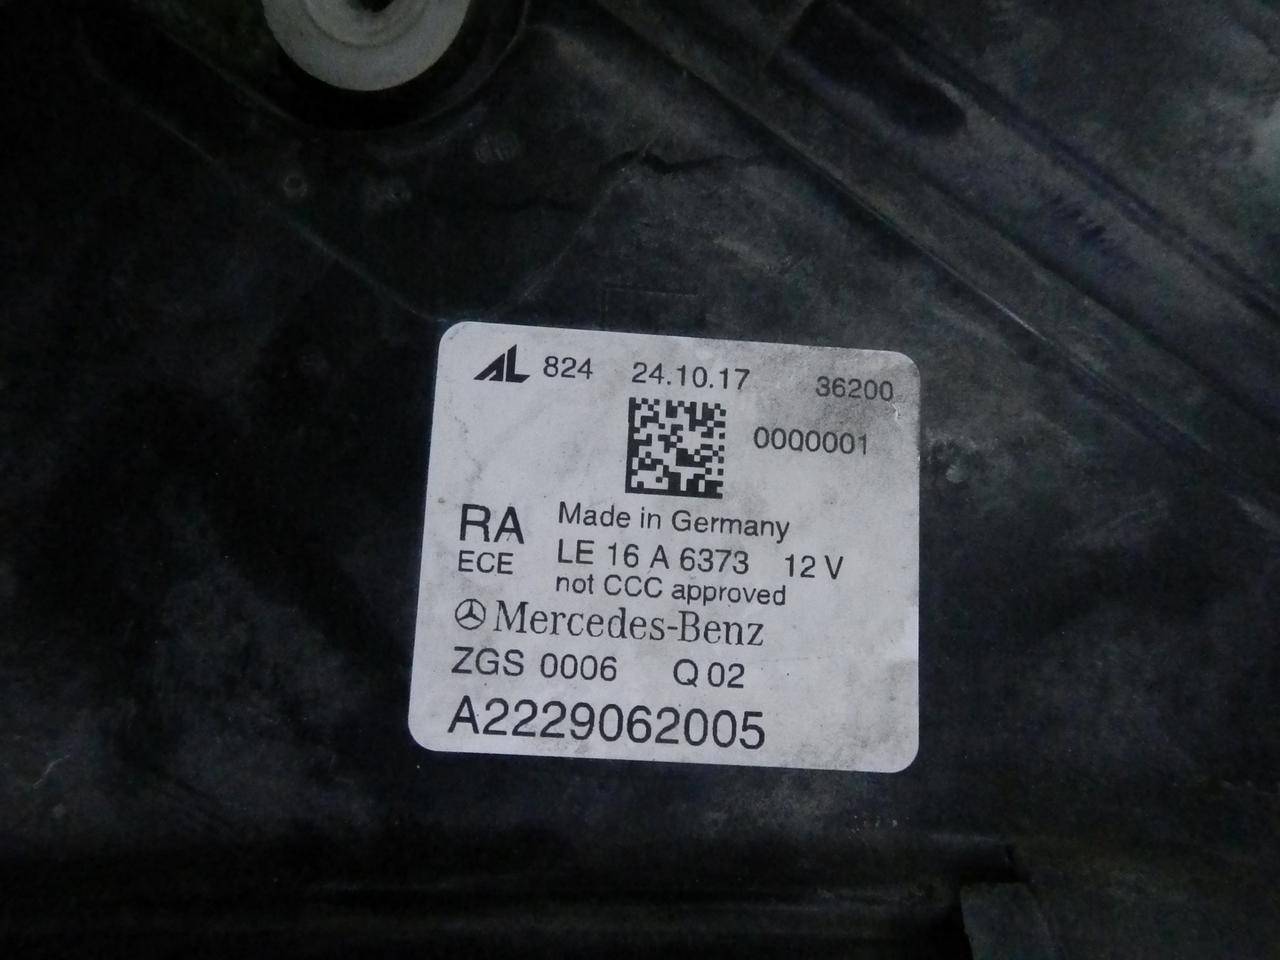 AL 824 24.10.17 36200
0000001
RA Made in Germany
ECE LE 16 A 6373 12 V
not CCC approved
Mercedes-Benz
ZGS 0006 Q 02
A2229062005